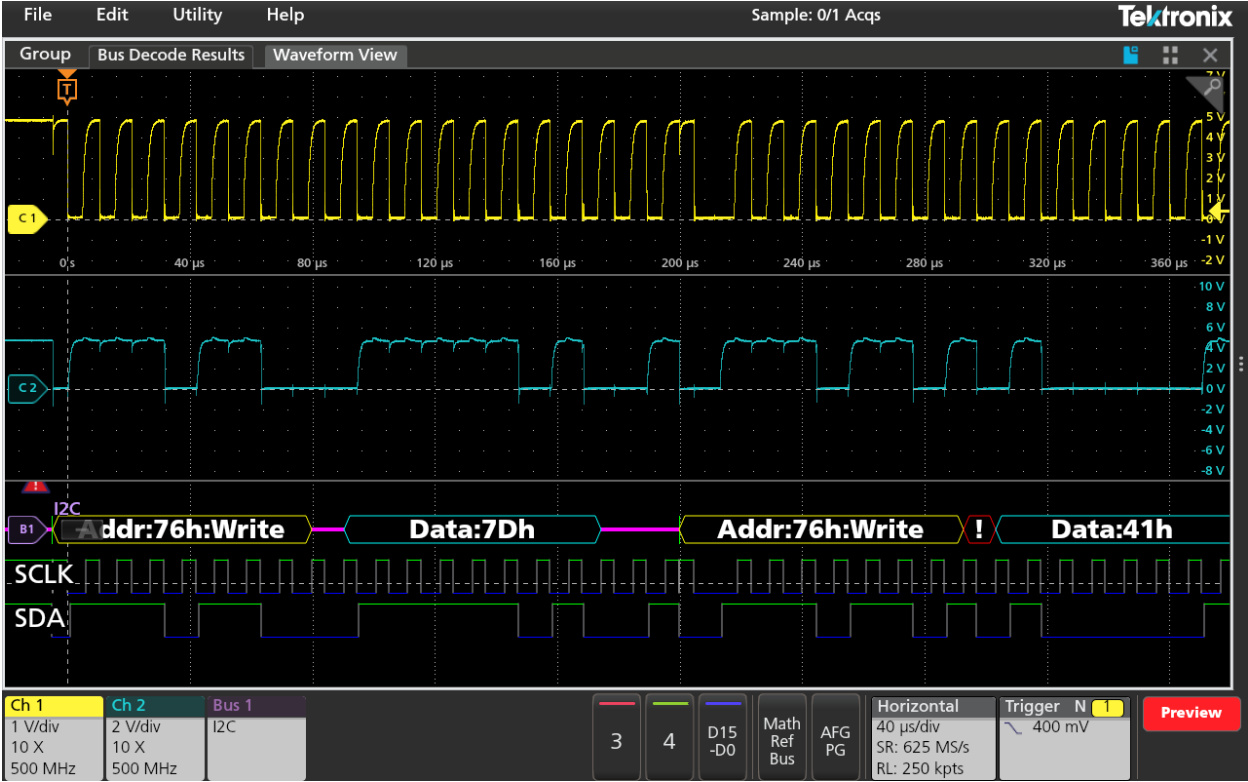 File Edit Utility Help Sample: 0/1 Acqs Tektronix
Group Bus Decode Results Waveform View
T
7 V
5 V
4 V
3 V
2 V
1 V
C 1
0 V
-1 V
0 s 40 µs 80 µs 120 µs 160 µs 200 µs 240 µs 280 µs 320 µs 360 µs -2 V
10 V
8 V
6 V
4 V
2 V
C 2 0 V
-2 V
-4 V
-6 V
-8 V
!
I2C
B1 Addr:76h:Write Data:7Dh Addr:76h:Write ! Data:41h
SCLK
SDA
Ch 1 Ch 2 Bus 1 Horizontal Trigger N 1
1 V/div 2 V/div I2C 3 4 D15 -D0 Math Ref Bus AFG PG 40 µs/div 400 mV Preview
10 X 10 X SR: 625 MS/s
500 MHz 500 MHz RL: 250 kpts